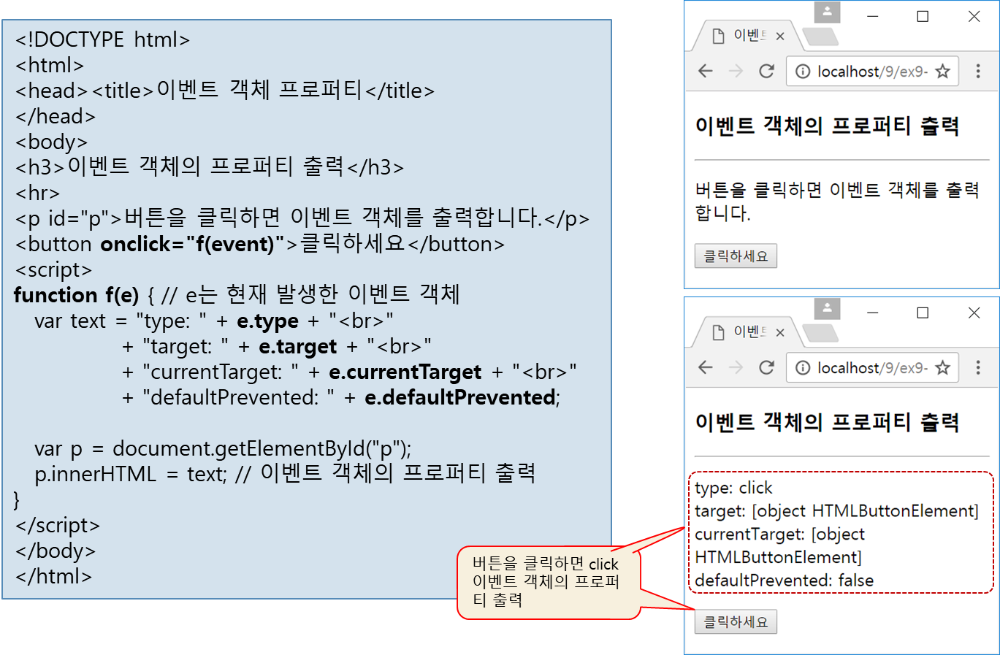 <!DOCTYPE html>
<html>
<head><title>이벤트 객체 프로퍼티</title>
</head>
<body>
<h3>이벤트 객체의 프로퍼티 출력</h3>
<hr>
<p id="p">버튼을 클릭하면 이벤트 객체를 출력합니다.</p>
<button onclick="f(event)">클릭하세요</button>
<script>
function f(e) { // e는 현재 발생한 이벤트 객체
var text = "type: " + e.type + "<br>"
+ "target: " + e.target + "<br>"
+ "currentTarget: " + e.currentTarget + "<br>"
+ "defaultPrevented: " + e.defaultPrevented;
var p = document.getElementById("p");
p.innerHTML = text; // 이벤트 객체의 프로퍼티 출력
}
</script>
</body>
</html>
이벤트
localhost/9/ex9-
이벤트 객체의 프로퍼티 출력
버튼을 클릭하면 이벤트 객체를 출력
합니다.
클릭하세요
이벤트
localhost/9/ex9-
이벤트 객체의 프로퍼티 출력
type: click
target: [object HTMLButtonElement]
currentTarget: [object
HTMLButtonElement]
defaultPrevented: false
클릭하세요
버튼을 클릭하면 click
이벤트 객체의 프로퍼
티 출력